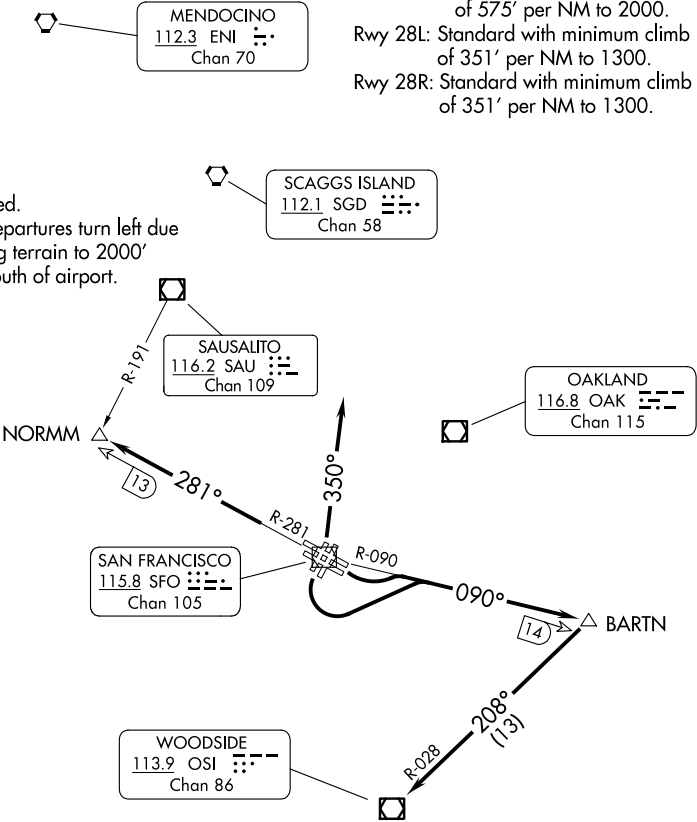 MENDOCINO
112.3 ENI
Chan 70
of 575' per NM to 2000.
Rwy 28L: Standard with minimum climb
of 351' per NM to 1300.
Rwy 28R: Standard with minimum climb
of 351' per NM to 1300.
SCAGGS ISLAND
112.1 SGD
Chan 58
ed.
epartures turn left due
g terrain to 2000'
outh of airport.
SAUSALITO
116.2 SAU
Chan 109
R-191
OAKLAND
116.8 OAK
Chan 115
NORMM
13
281°
350°
R-281
R-090
SAN FRANCISCO
115.8 SFO
Chan 105
090°
14
BARTN
208°
(13)
R-028
WOODSIDE
113.9 OSI
Chan 86